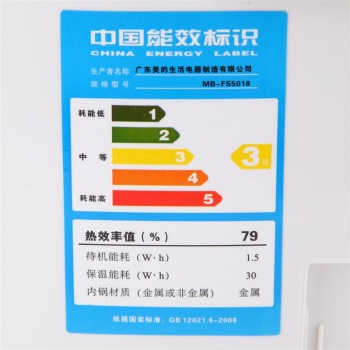 中国能效标识
CHINA ENERGY LABEL
生产者名称 广东美的生活电器制造有限公司
规格型号 MB-FS5018
耗能低 1
2
中等 3 3级
4
耗能高 5
热效率值（%） 79
待机能耗（W·h） 1.5
保温能耗（W·h） 30
内锅材质（金属或非金属） 金属
依据国家标准：GB 12021.6-2008